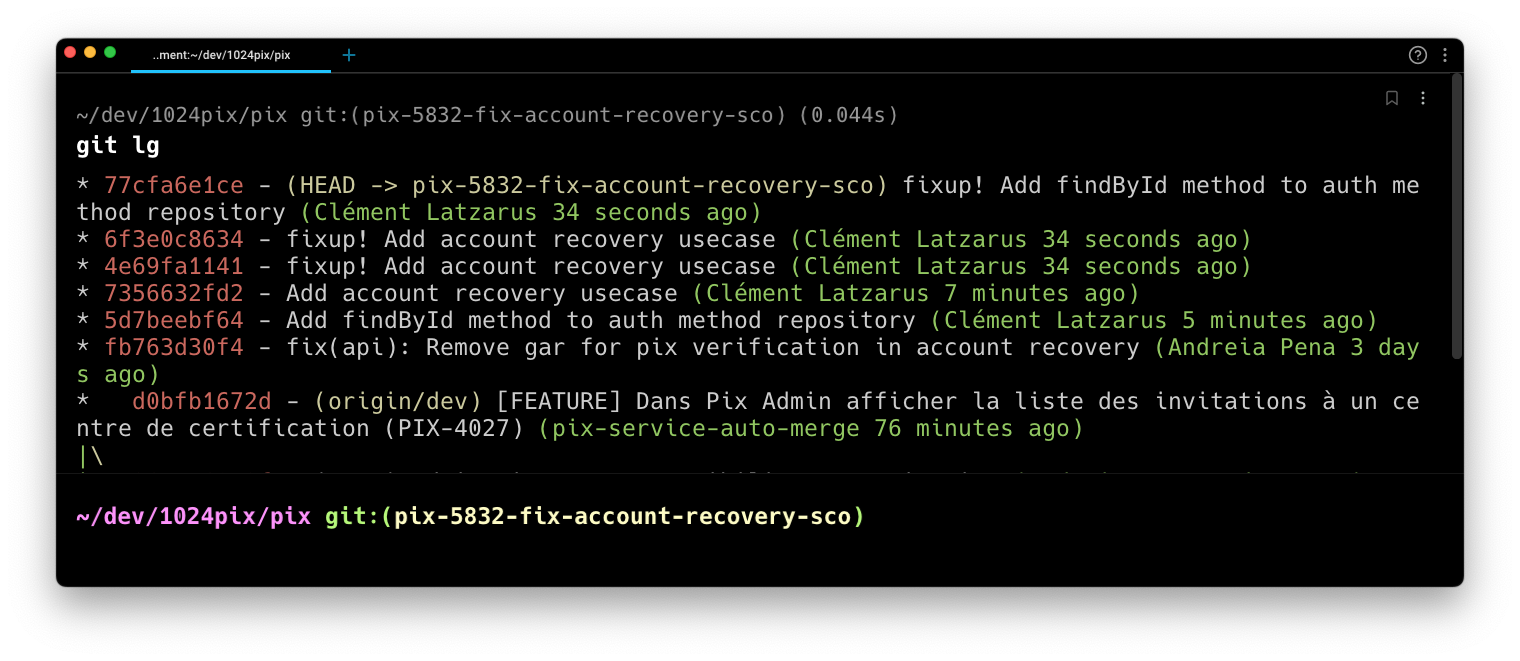 ..ment:~/dev/1024pix/pix +
~/dev/1024pix/pix git:(pix-5832-fix-account-recovery-sco) (0.044s)
git lg
* 77cfa6e1ce - (HEAD -> pix-5832-fix-account-recovery-sco) fixup! Add findById method to auth me
thod repository (Clément Latzarus 34 seconds ago)
* 6f3e0c8634 - fixup! Add account recovery usecase (Clément Latzarus 34 seconds ago)
* 4e69fa1141 - fixup! Add account recovery usecase (Clément Latzarus 34 seconds ago)
* 7356632fd2 - Add account recovery usecase (Clément Latzarus 7 minutes ago)
* 5d7beebf64 - Add findById method to auth method repository (Clément Latzarus 5 minutes ago)
* fb763d30f4 - fix(api): Remove gar for pix verification in account recovery (Andreia Pena 3 day
s ago)
*   d0bfb1672d - (origin/dev) [FEATURE] Dans Pix Admin afficher la liste des invitations à un ce
ntre de certification (PIX-4027) (pix-service-auto-merge 76 minutes ago)
|\
~/dev/1024pix/pix git:(pix-5832-fix-account-recovery-sco)